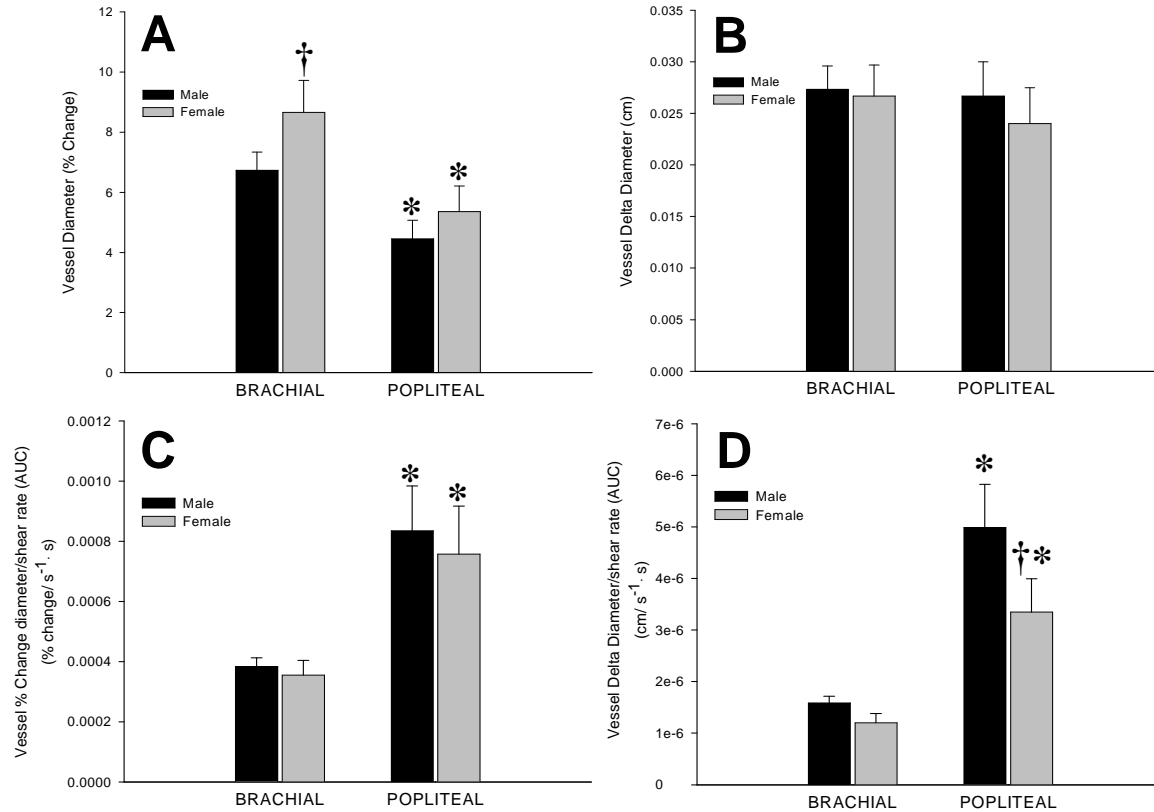 A
Vessel Diameter (% Change)
12
10
8
6
4
2
0
Male
Female
†
*
*
BRACHIAL
POPLITEAL
B
Vessel Delta Diameter (cm)
0.035
0.030
0.025
0.020
0.015
0.010
0.005
0.000
Male
Female
BRACHIAL
POPLITEAL
C
Vessel % Change diameter/shear rate (AUC)
(% change/ s⁻¹· s)
0.0012
0.0010
0.0008
0.0006
0.0004
0.0002
0.0000
Male
Female
*
*
BRACHIAL
POPLITEAL
D
Vessel Delta Diameter/shear rate (AUC)
(cm/ s⁻¹· s)
7e-6
6e-6
5e-6
4e-6
3e-6
2e-6
1e-6
0
Male
Female
*
†*
BRACHIAL
POPLITEAL